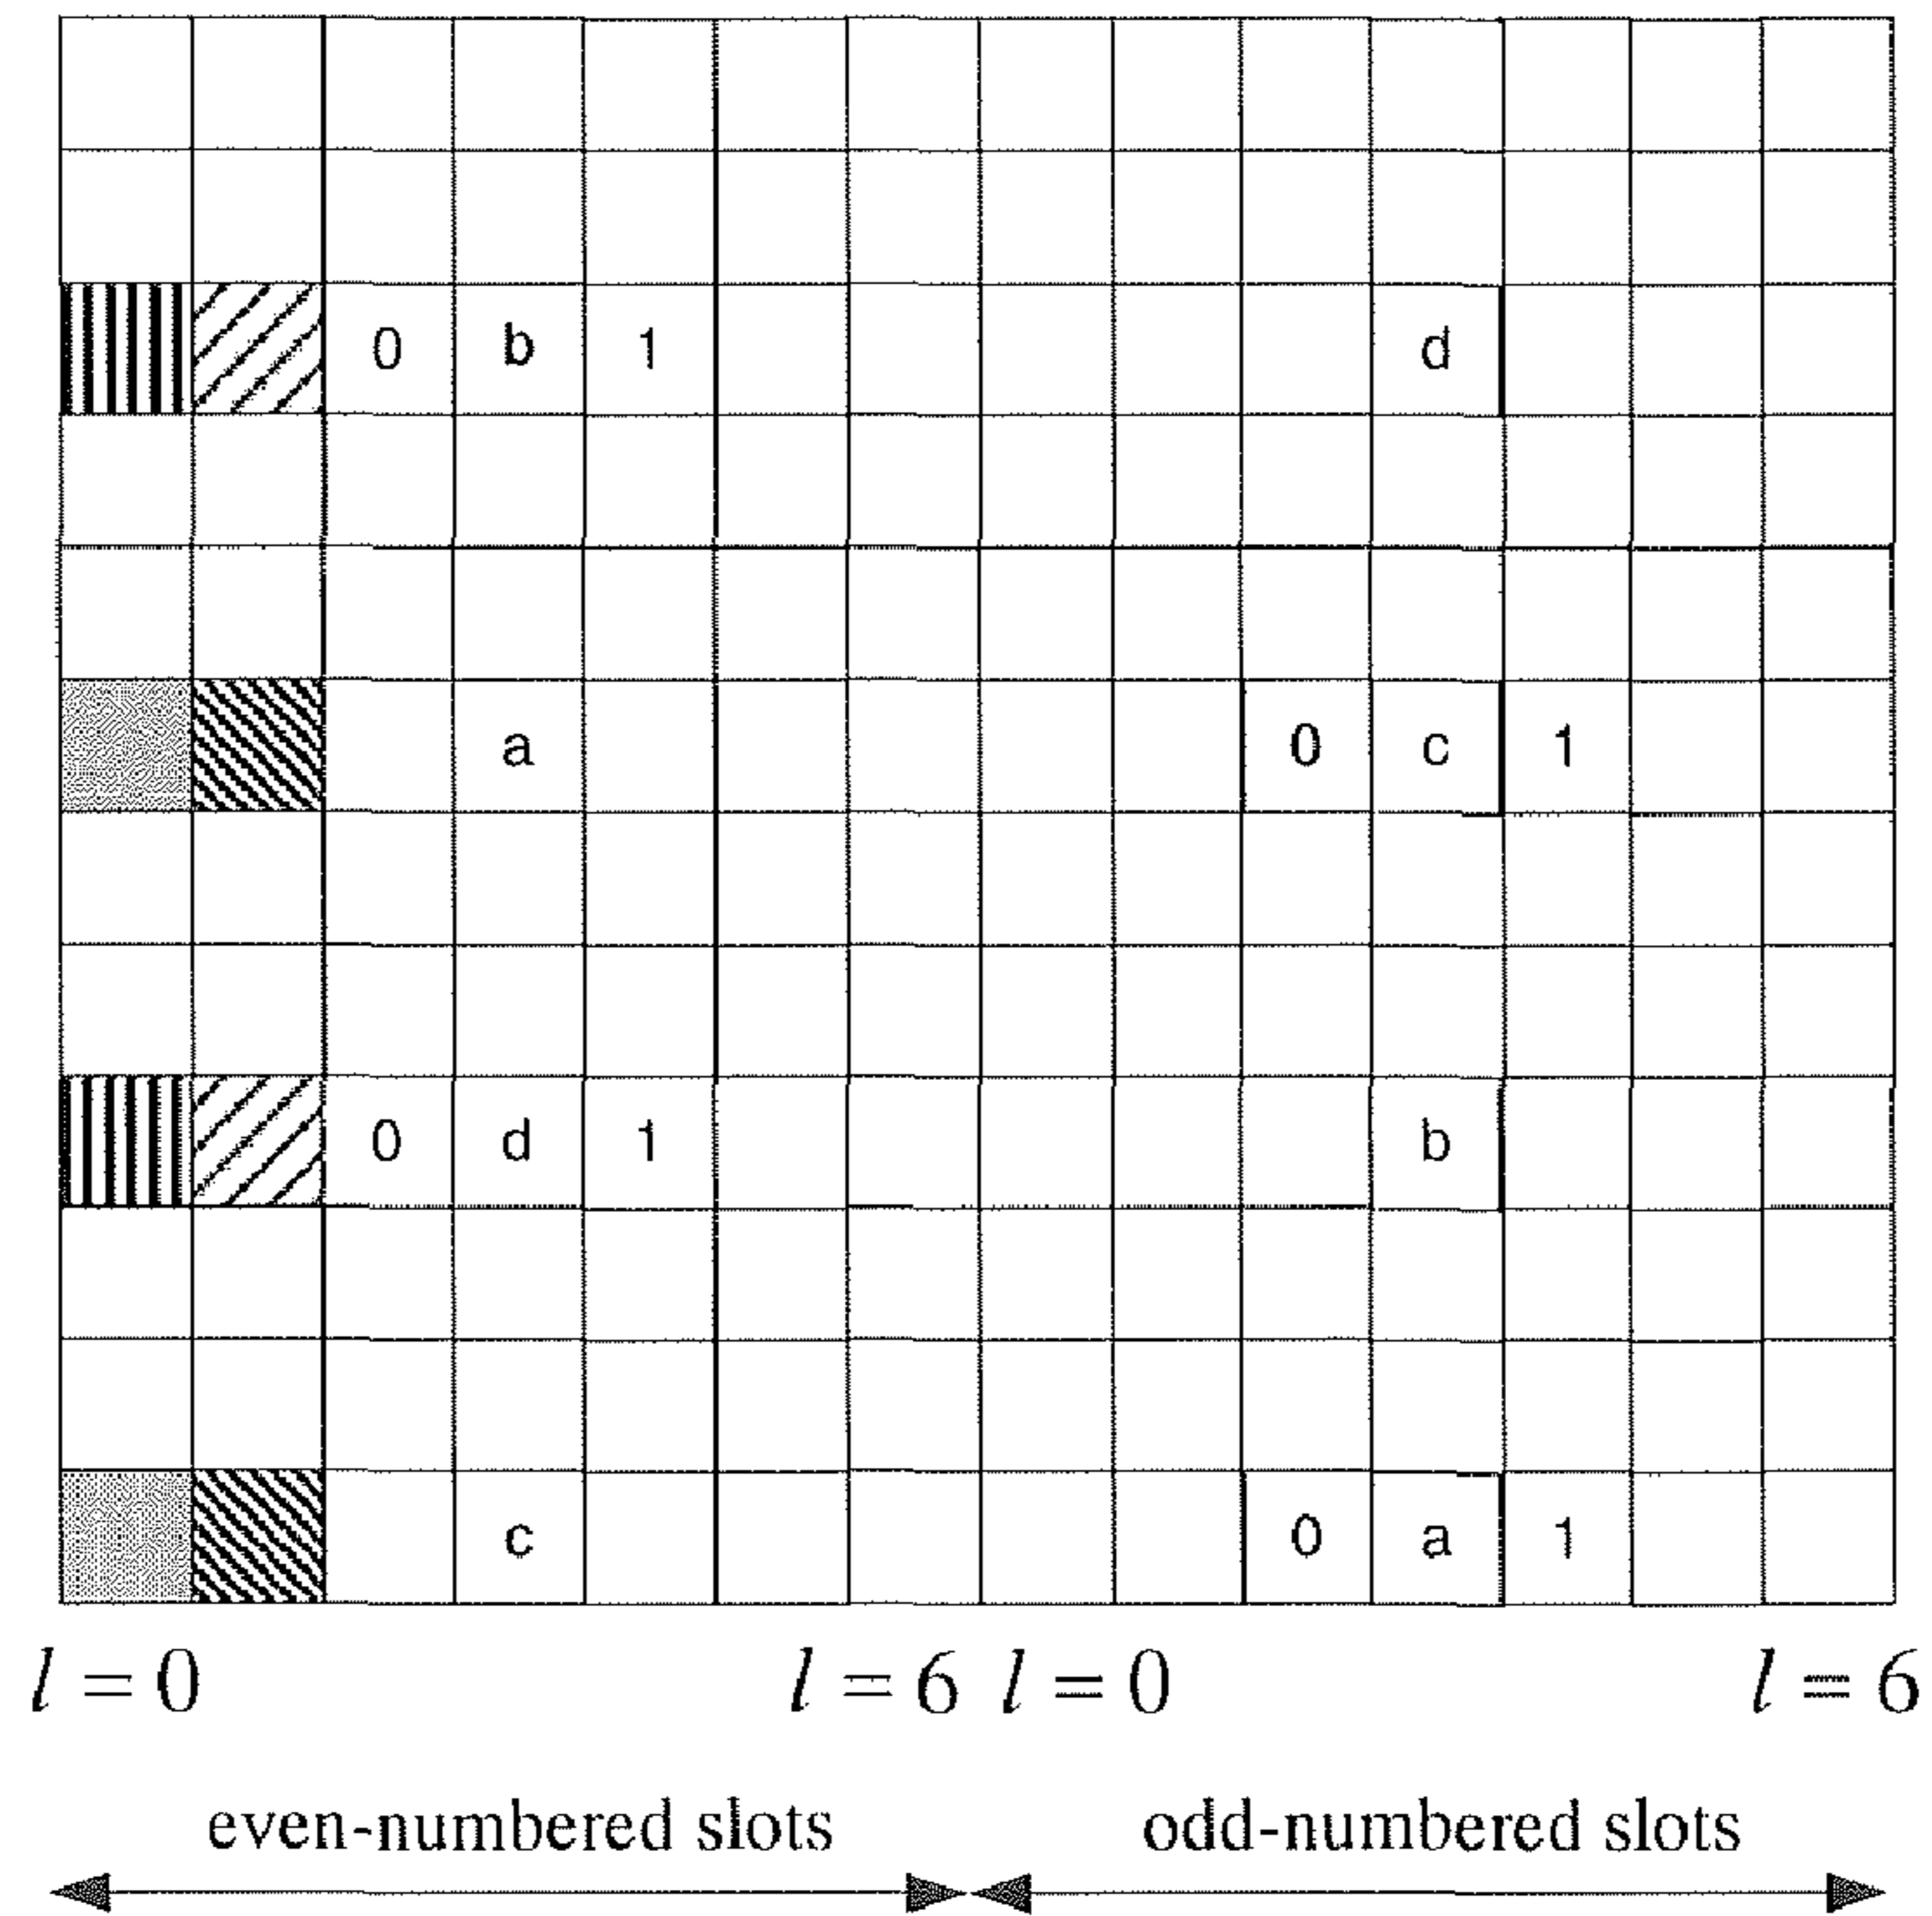 0 b 1 d
a 0 c 1
0 d 1 b
c 0 a 1
l = 0 l = 6 l = 0 l = 6
even-numbered slots odd-numbered slots